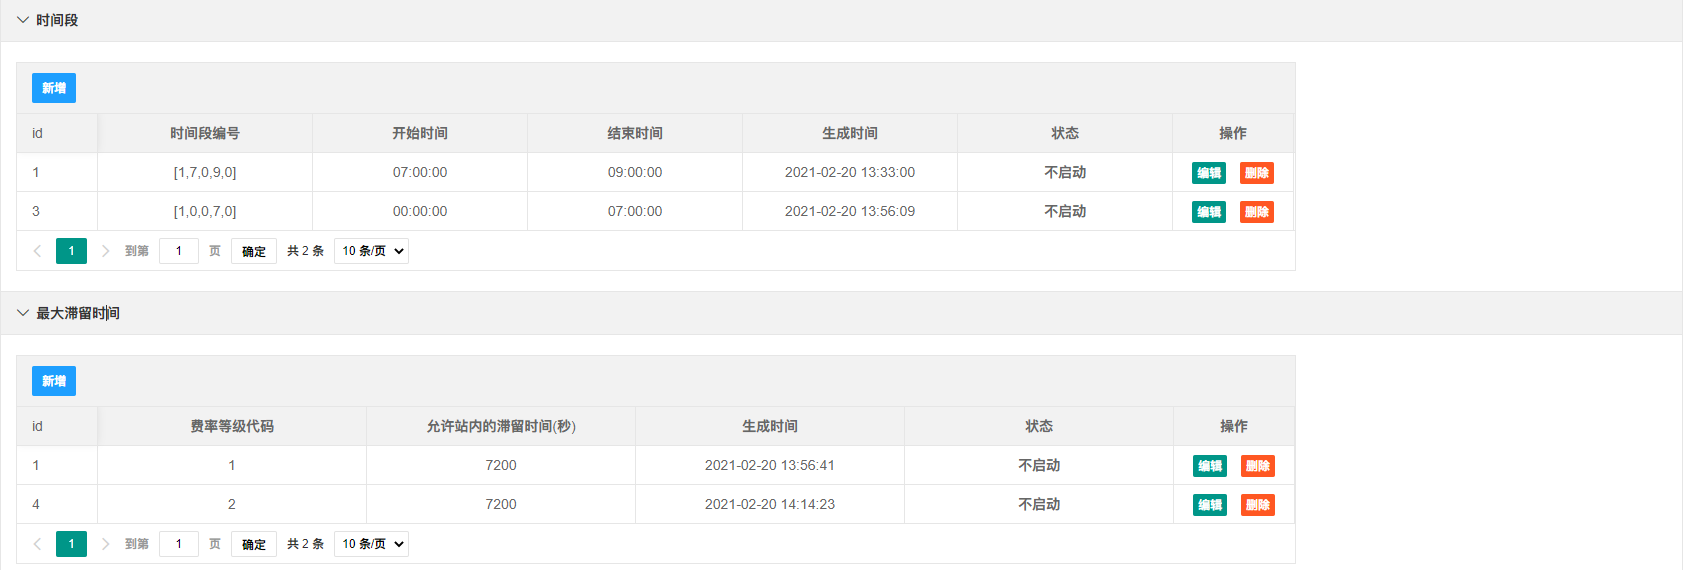 时间段
新增
id 时间段编号 开始时间 结束时间 生成时间 状态 操作
1 [1,7,0,9,0] 07:00:00 09:00:00 2021-02-20 13:33:00 不启动 编辑 删除
3 [1,0,0,7,0] 00:00:00 07:00:00 2021-02-20 13:56:09 不启动 编辑 删除
1 到第 1 页 确定 共 2 条 10 条/页
最大滞留时间
新增
id 费率等级代码 允许站内的滞留时间(秒) 生成时间 状态 操作
1 1 7200 2021-02-20 13:56:41 不启动 编辑 删除
4 2 7200 2021-02-20 14:14:23 不启动 编辑 删除
1 到第 1 页 确定 共 2 条 10 条/页